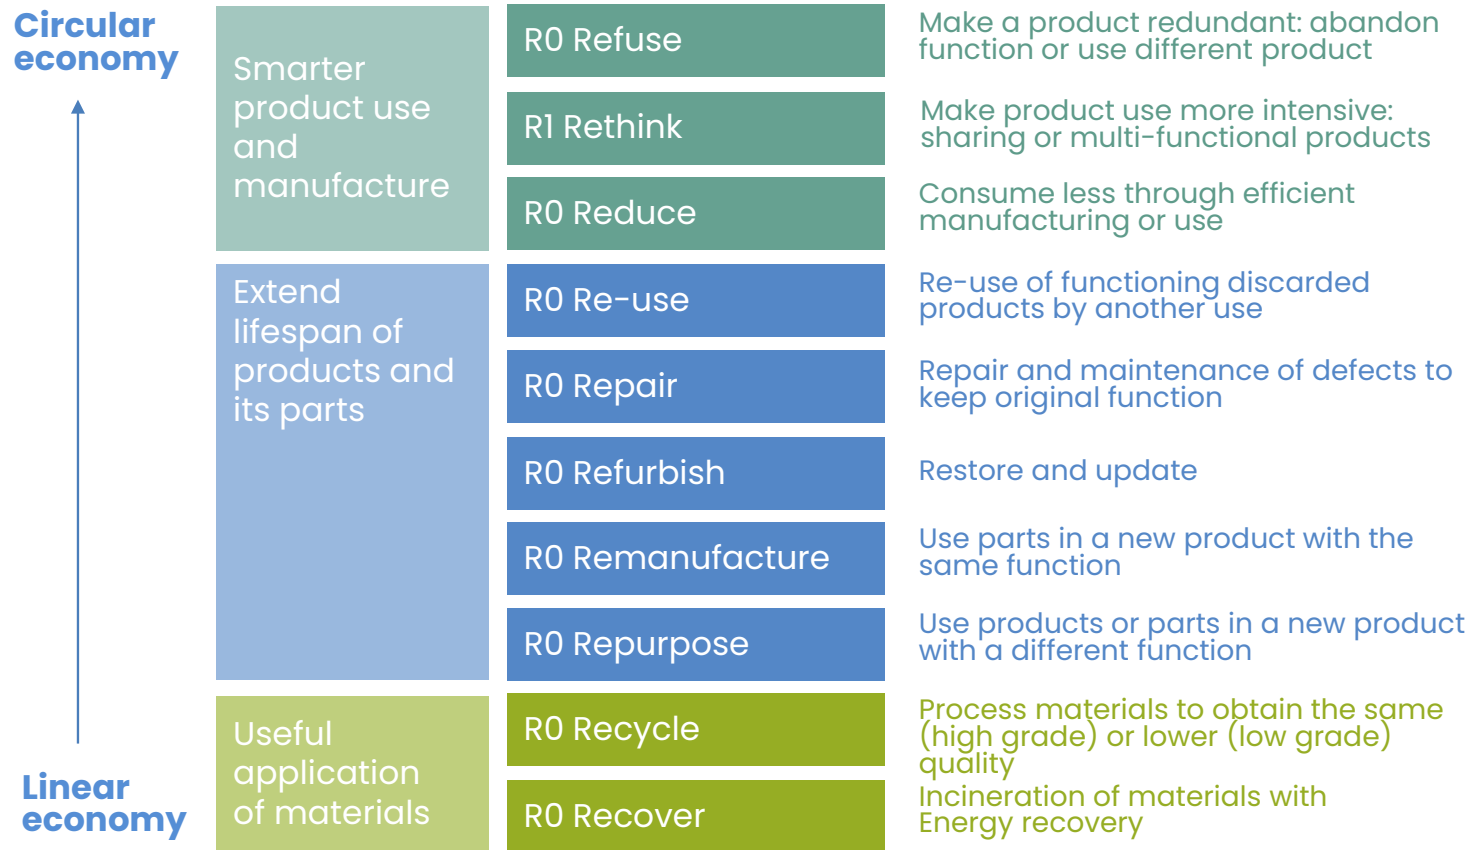 Circular
economy
Smarter
product use
and
manufacture
R0 Refuse
Make a product redundant: abandon
function or use different product
R1 Rethink
Make product use more intensive:
sharing or multi-functional products
R0 Reduce
Consume less through efficient
manufacturing or use
Extend
lifespan of
products and
its parts
R0 Re-use
Re-use of functioning discarded
products by another use
R0 Repair
Repair and maintenance of defects to
keep original function
R0 Refurbish
Restore and update
R0 Remanufacture
Use parts in a new product with the
same function
R0 Repurpose
Use products or parts in a new product
with a different function
Useful
application
of materials
R0 Recycle
Process materials to obtain the same
(high grade) or lower (low grade)
quality
R0 Recover
Incineration of materials with
Energy recovery
Linear
economy